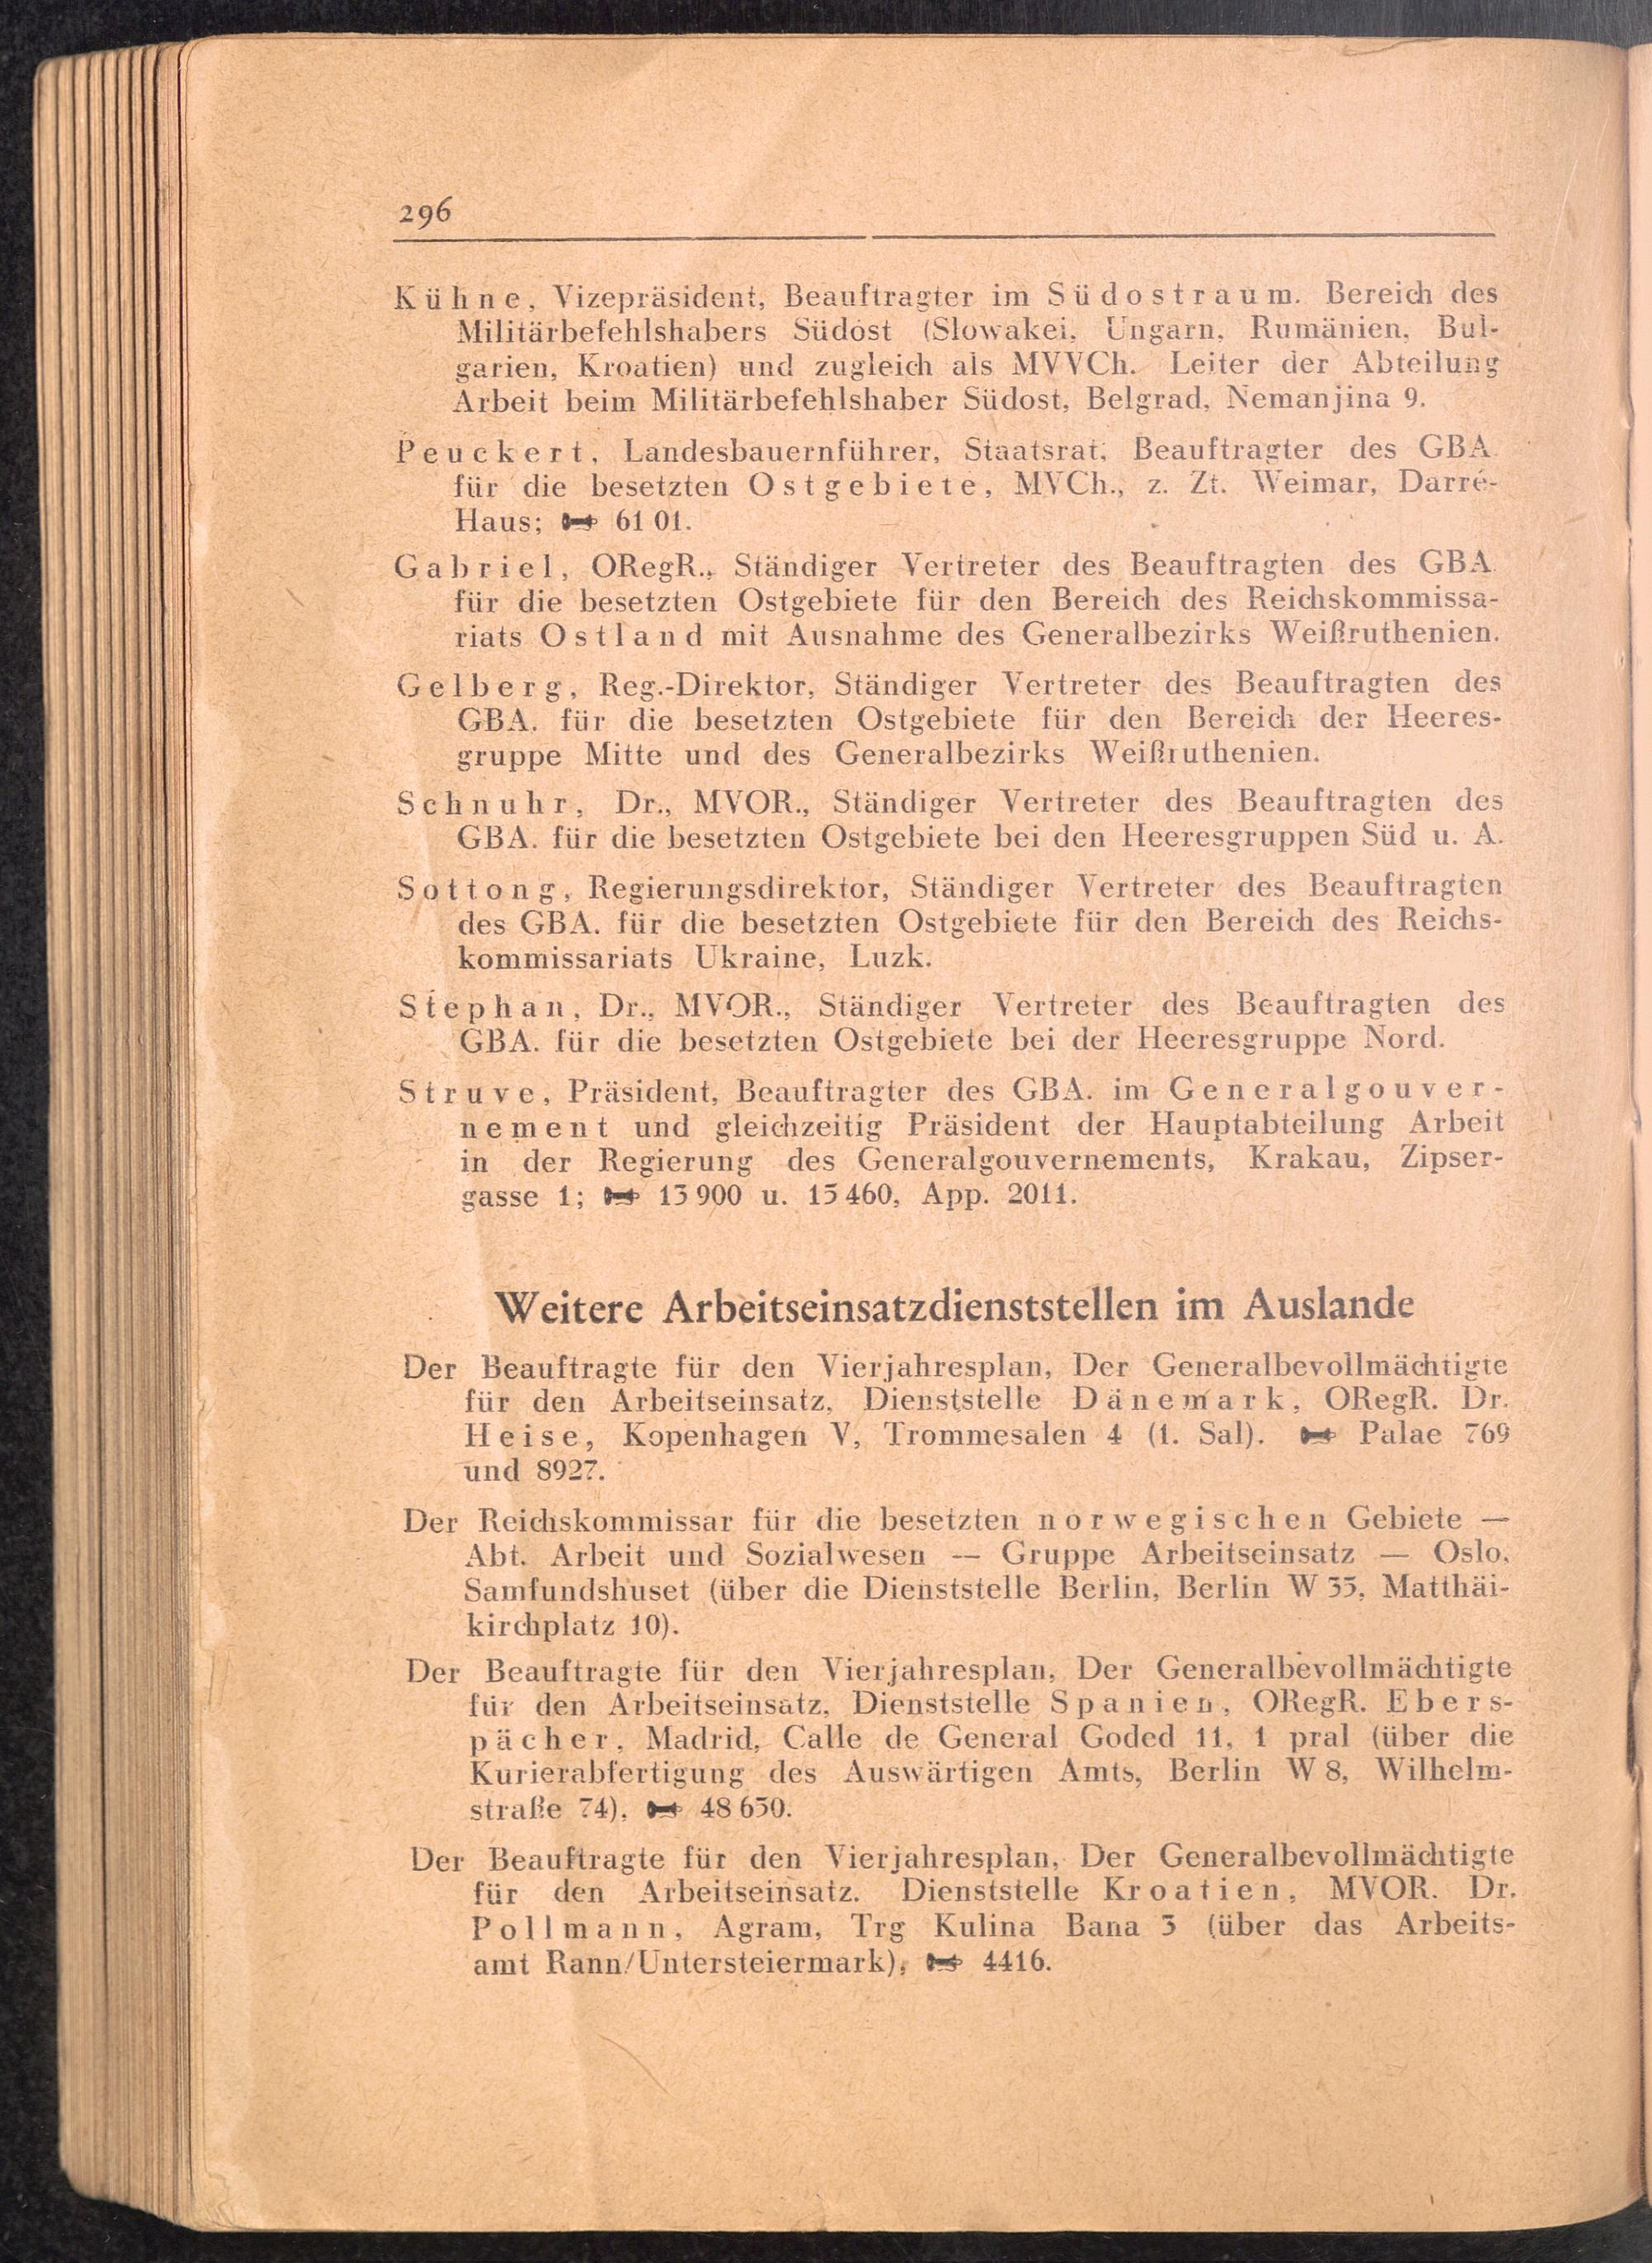 296
Kühne, Vizepräsident, Beauftragter im Südostraum. Bereich des
Militärbefehlshabers Südost (Slowakei, Ungarn, Rumänien, Bul-
garien, Kroatien) und zugleich als MVVCh. Leiter der Abteilung
Arbeit beim Militärbefehlshaber Südost, Belgrad, Nemanjina 9.
Peuckert, Landesbauernführer, Staatsrat, Beauftragter des GBA.
für die besetzten Ostgebiete, MVCh., z. Zt. Weimar, Darré-
Haus; 61 01.
Gabriel, ORegR., Ständiger Vertreter des Beauftragten des GBA.
für die besetzten Ostgebiete für den Bereich des Reichskommissa-
riats Ostland mit Ausnahme des Generalbezirks Weißruthenien.
Gelberg, Reg.-Direktor, Ständiger Vertreter des Beauftragten des
GBA. für die besetzten Ostgebiete für den Bereich der Heeres-
gruppe Mitte und des Generalbezirks Weißruthenien.
Schnuhr, Dr., MVOR., Ständiger Vertreter des Beauftragten des
GBA. für die besetzten Ostgebiete bei den Heeresgruppen Süd u. A.
Sottong, Regierungsdirektor, Ständiger Vertreter des Beauftragten
des GBA. für die besetzten Ostgebiete für den Bereich des Reichs-
kommissariats Ukraine, Luzk.
Stephan, Dr., MVOR., Ständiger Vertreter des Beauftragten des
GBA. für die besetzten Ostgebiete bei der Heeresgruppe Nord.
Struve, Präsident, Beauftragter des GBA. im Generalgouver-
nement und gleichzeitig Präsident der Hauptabteilung Arbeit
in der Regierung des Generalgouvernements, Krakau, Zipser-
gasse 1; 13 900 u. 15 460, App. 2011.
Weitere Arbeitseinsatzdienststellen im Auslande
Der Beauftragte für den Vierjahresplan, Der Generalbevollmächtigte
für den Arbeitseinsatz, Dienststelle Dänemark, ORegR. Dr.
Heise, Kopenhagen V, Trommesalen 4 (1. Sal). Palae 769
und 8927.
Der Reichskommissar für die besetzten norwegischen Gebiete —
Abt. Arbeit und Sozialwesen — Gruppe Arbeitseinsatz — Oslo,
Samfundshuset (über die Dienststelle Berlin, Berlin W 35, Matthäi-
kirchplatz 10).
Der Beauftragte für den Vierjahresplan, Der Generalbevollmächtigte
für den Arbeitseinsatz, Dienststelle Spanien, ORegR. Ebers-
pächer, Madrid, Calle de General Goded 11, 1 pral (über die
Kurierabfertigung des Auswärtigen Amts, Berlin W 8, Wilhelm-
straße 74), 48 650.
Der Beauftragte für den Vierjahresplan, Der Generalbevollmächtigte
für den Arbeitseinsatz. Dienststelle Kroatien, MVOR. Dr.
Pollmann, Agram, Trg Kulina Bana 3 (über das Arbeits-
amt Rann/Untersteiermark), 4416.